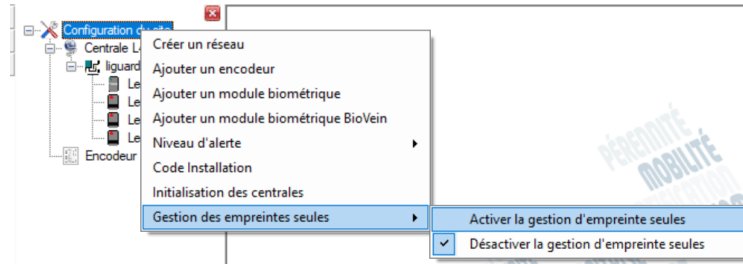 Configuration du site
Centrale L
liguard
Le
Le
Le
Le
Encodeur
Créer un réseau
Ajouter un encodeur
Ajouter un module biométrique
Ajouter un module biométrique BioVein
Niveau d'alerte
Code Installation
Initialisation des centrales
Gestion des empreintes seules
Activer la gestion d'empreinte seules
Désactiver la gestion d'empreinte seules
PÉRENNITÉ
MOBILITÉ